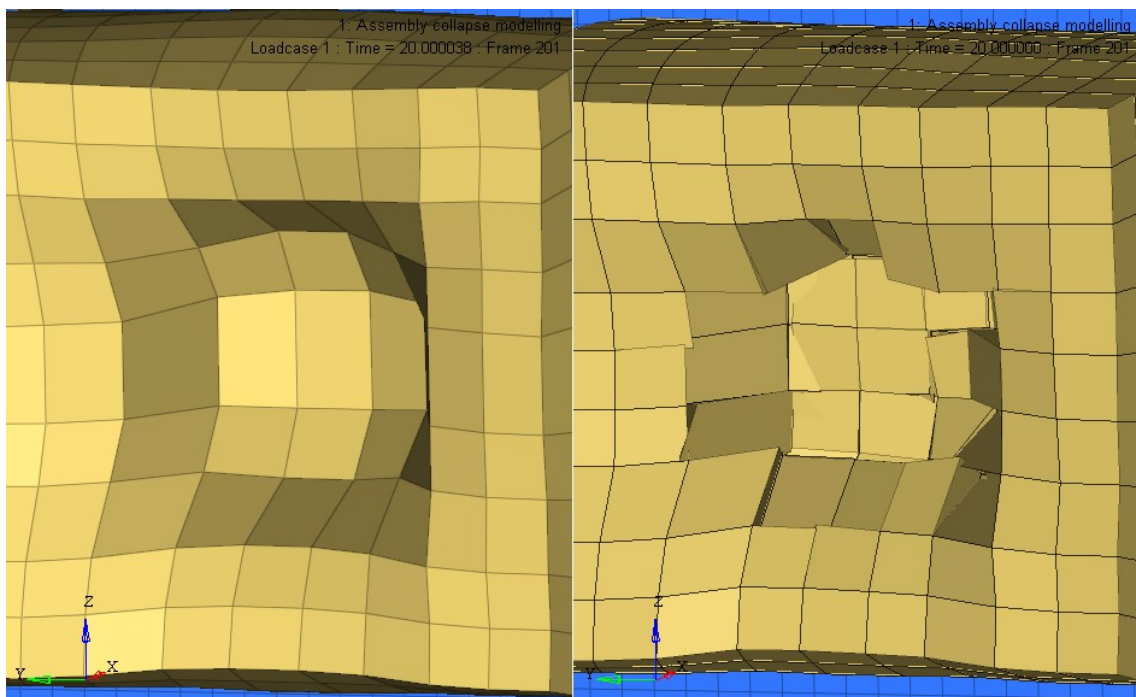 1: Assembly collapse modelling
Loadcase 1 : Time = 20.000038 : Frame 201
1: Assembly collapse modelling
Loadcase 1 : Time = 20.000000 : Frame 201
Z
Y
X
Z
Y
X